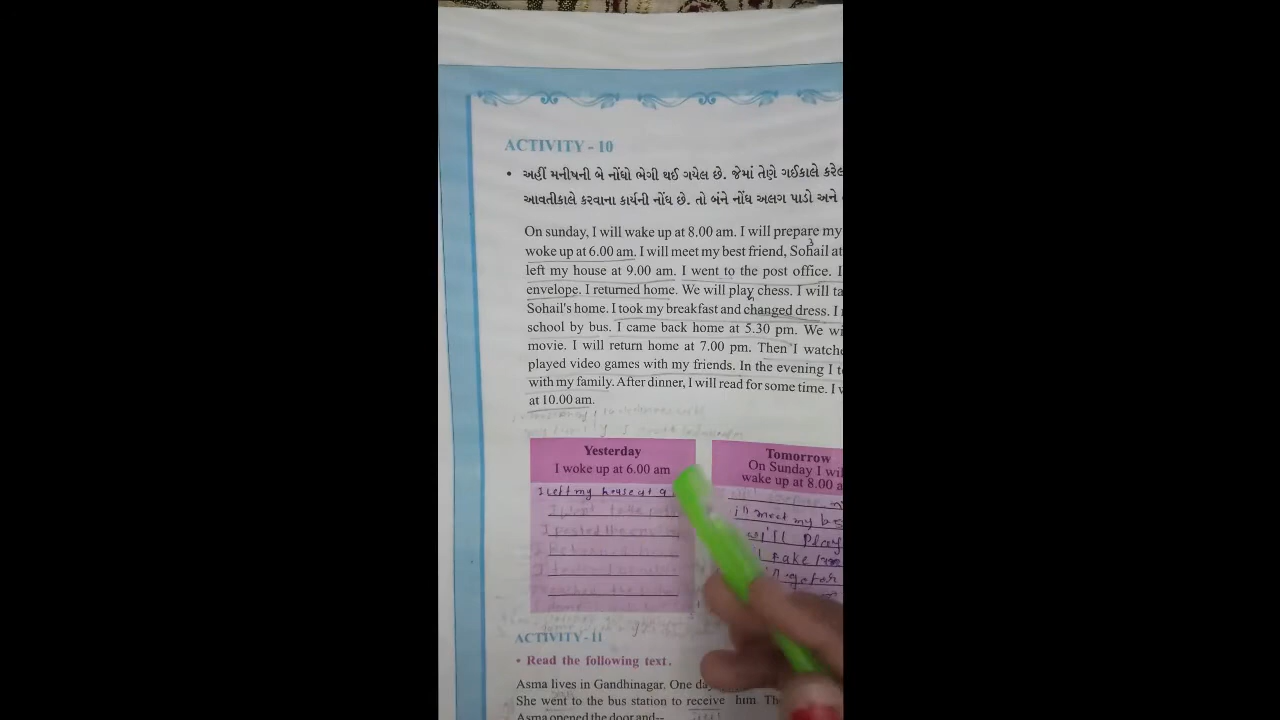 ACTIVITY - 10
• અહીં મનીષની બે નોંધો ભેગી થઈ ગયેલ છે. જેમાં તેણે ગઈકાલે કરેલ
આવતીકાલે કરવાના કાર્યની નોંધ છે. તો બંને નોંધ અલગ પાડો અને
On sunday, I will wake up at 8.00 am. I will prepare my
woke up at 6.00 am. I will meet my best friend, Sohail at
left my house at 9.00 am. I went to the post office. I
envelope. I returned home. We will play chess. I will ta
Sohail's home. I took my breakfast and changed dress. I
school by bus. I came back home at 5.30 pm. We wi
movie. I will return home at 7.00 pm. Then I watche
played video games with my friends. In the evening I t
with my family. After dinner, I will read for some time. I
at 10.00 am.
Yesterday
I woke up at 6.00 am
I left my house at 9
Tomorrow
On Sunday I wil
wake up at 8.00 a
meet my
will play
take
ACTIVITY - 11
• Read the following text.
Asma lives in Gandhinagar. One da
She went to the bus station to receive him. Th
Asma opened the door and--